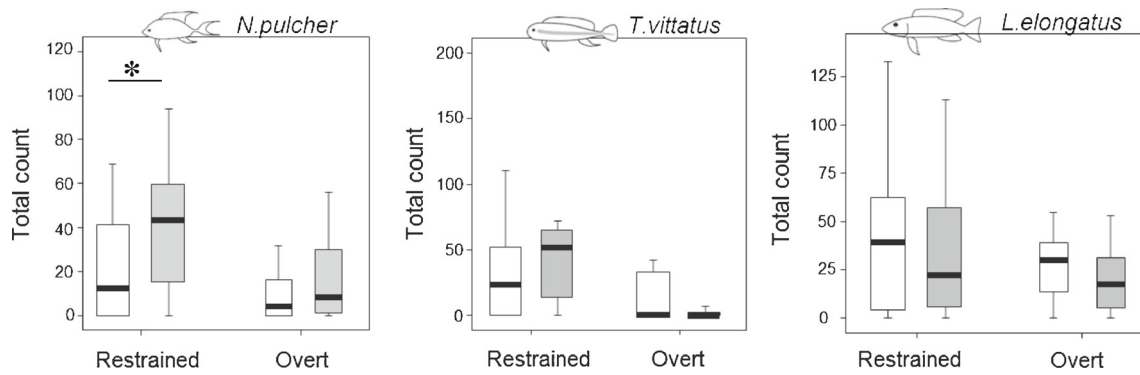 N.pulcher
Total count
120
100
80
60
40
20
0
*
Restrained Overt
T.vittatus
Total count
200
150
100
50
0
Restrained Overt
L.elongatus
Total count
125
100
75
50
25
0
Restrained Overt